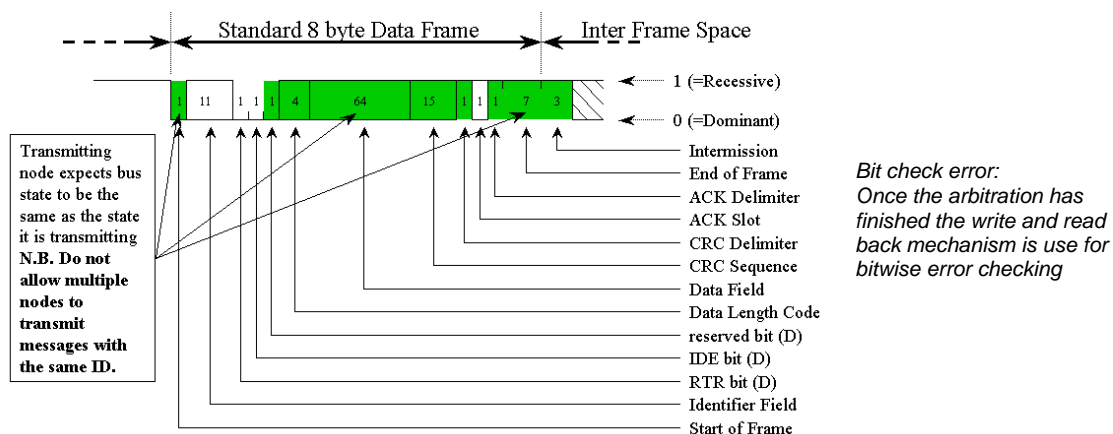 Standard 8 byte Data Frame
Inter Frame Space
1 11 1 1 1 4 64 15 1 1 1 7 3
1 (=Recessive)
0 (=Dominant)
Transmitting
node expects bus
state to be the
same as the state
it is transmitting
N.B. Do not
allow multiple
nodes to
transmit
messages with
the same ID.
Intermission
End of Frame
ACK Delimiter
ACK Slot
CRC Delimiter
CRC Sequence
Data Field
Data Length Code
reserved bit (D)
IDE bit (D)
RTR bit (D)
Identifier Field
Start of Frame
Bit check error:
Once the arbitration has
finished the write and read
back mechanism is use for
bitwise error checking